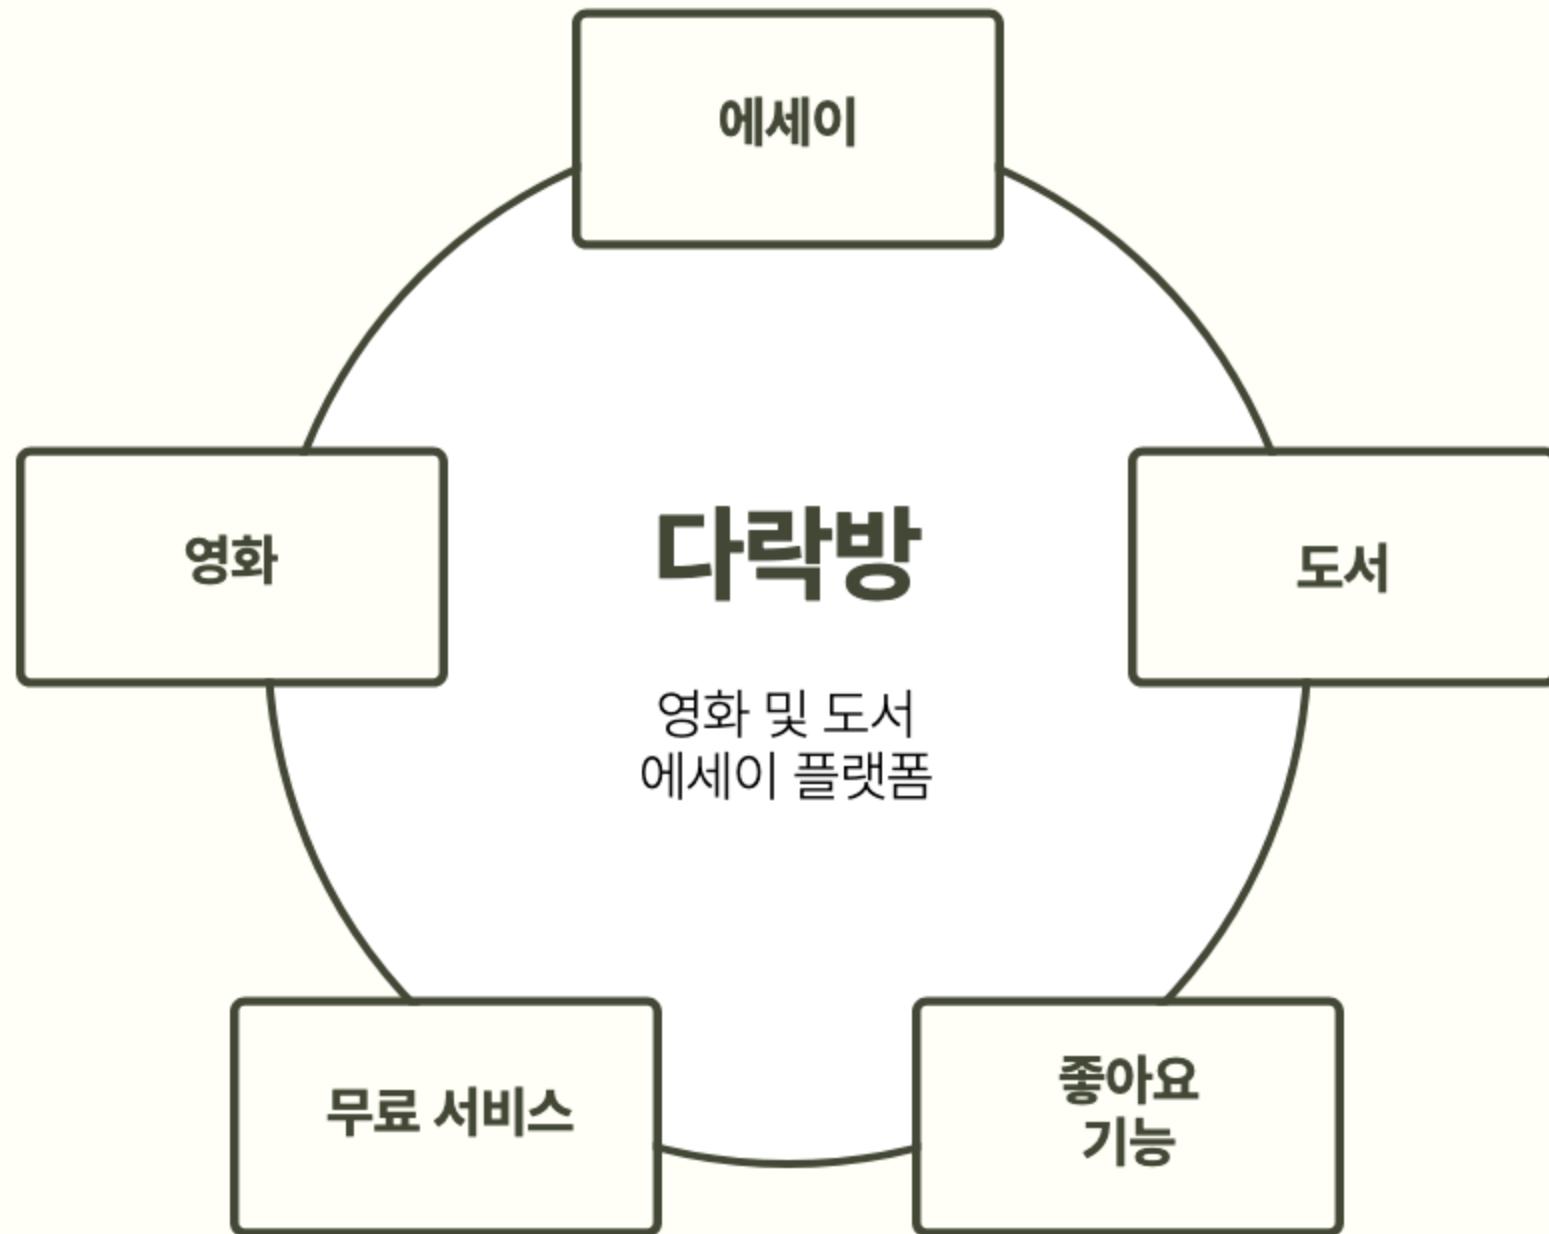 에세이
영화
다락방
도서
영화 및 도서
에세이 플랫폼
무료 서비스
좋아요
기능